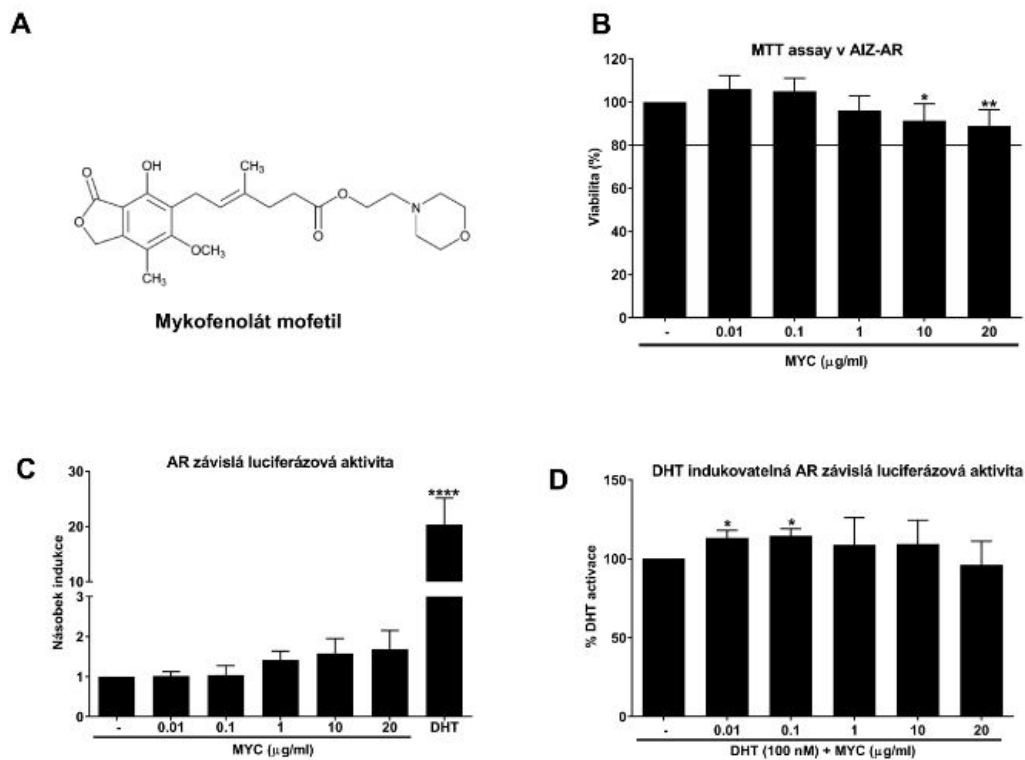 A
O
OH
CH₃
O
O
OCH₃
CH₃
O
O
N
O
Mykofenolát mofetil
B
MTT assay v AIZ-AR
Viabilita (%)
120
100
80
60
40
20
0
* **
- 0.01 0.1 1 10 20
MYC (µg/ml)
C
AR závislá luciferázová aktivita
Násobek indukce
30
20
10
3
2
1
0
****
- 0.01 0.1 1 10 20 DHT
MYC (µg/ml)
D
DHT indukovatelná AR závislá luciferázová aktivita
% DHT activace
150
100
50
0
* *
- 0.01 0.1 1 10 20
DHT (100 nM) + MYC (µg/ml)